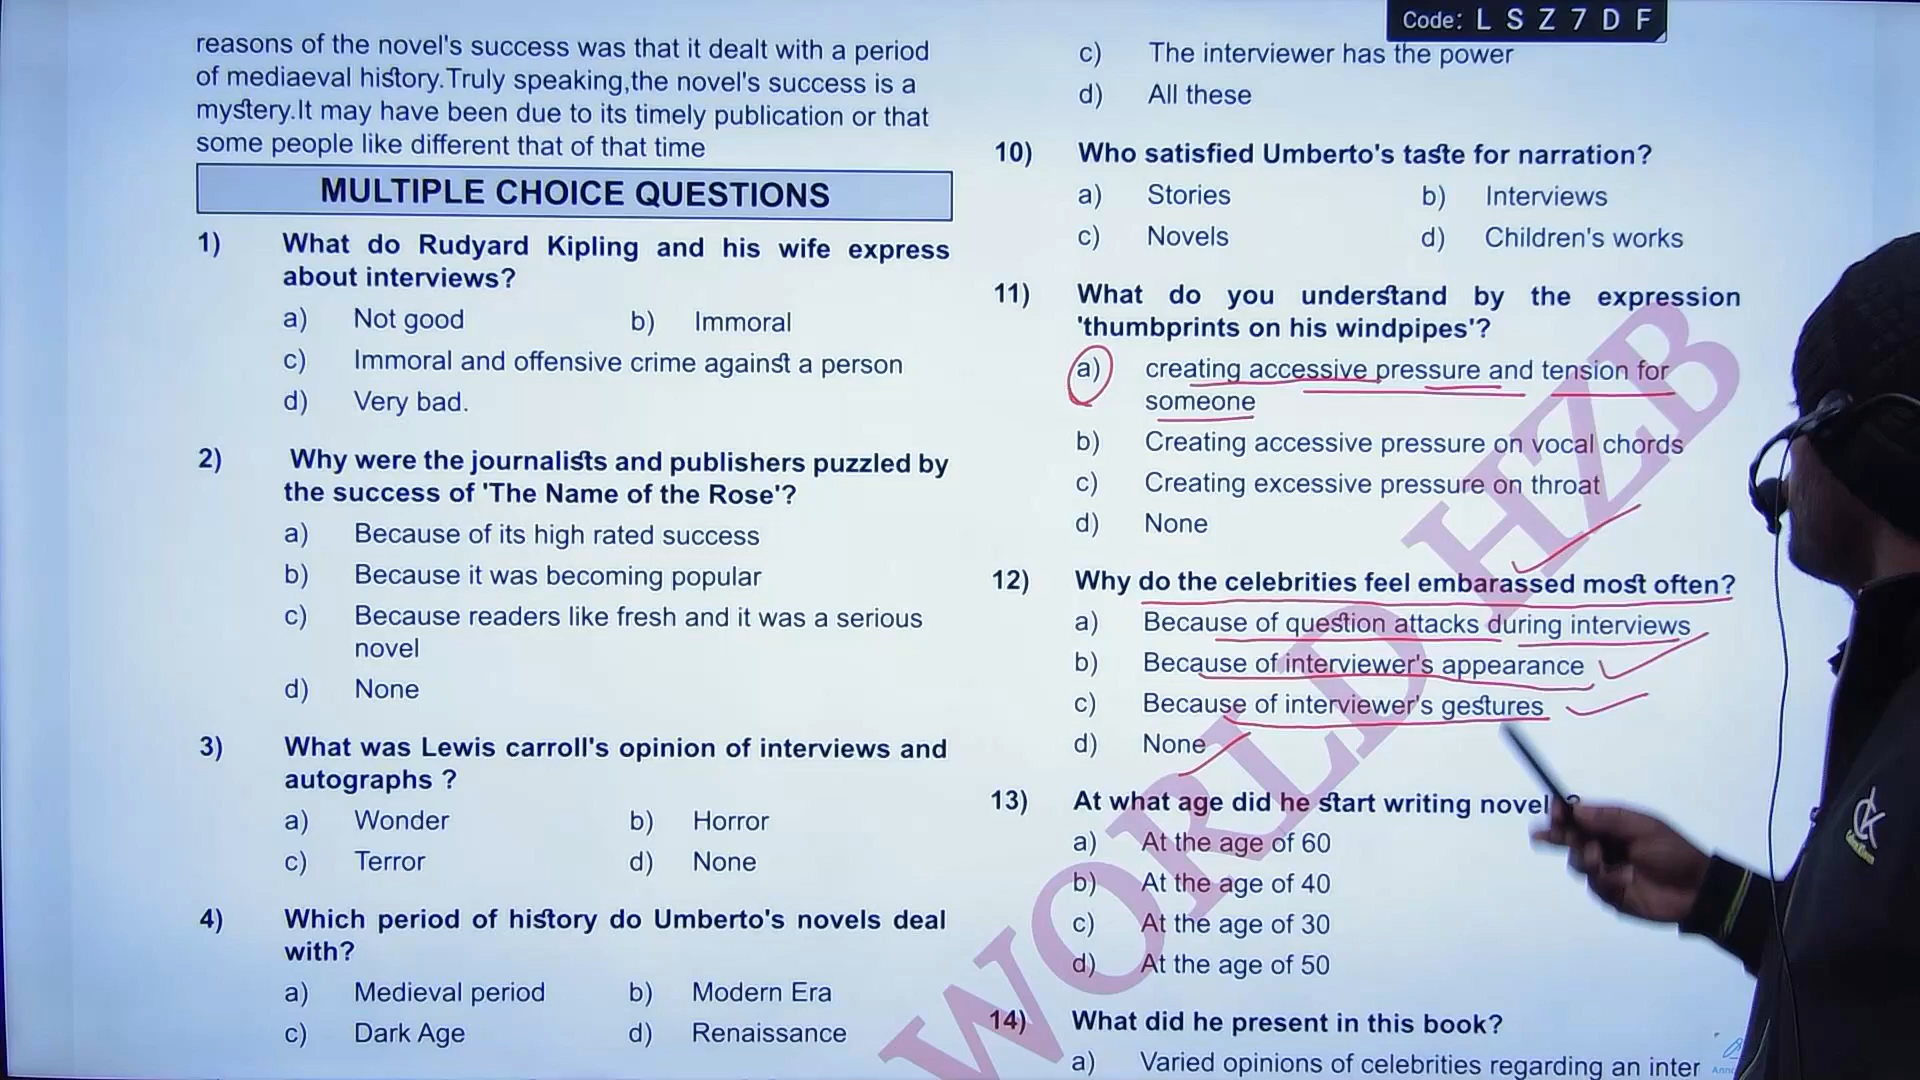 Code: L S Z 7 D F
reasons of the novel's success was that it dealt with a period
of mediaeval history.Truly speaking,the novel's success is a
mystery.It may have been due to its timely publication or that
some people like different that of that time
MULTIPLE CHOICE QUESTIONS
1) What do Rudyard Kipling and his wife express
about interviews?
a) Not good b) Immoral
c) Immoral and offensive crime against a person
d) Very bad.
2) Why were the journalists and publishers puzzled by
the success of 'The Name of the Rose'?
a) Because of its high rated success
b) Because it was becoming popular
c) Because readers like fresh and it was a serious
novel
d) None
3) What was Lewis carroll's opinion of interviews and
autographs ?
a) Wonder b) Horror
c) Terror d) None
4) Which period of history do Umberto's novels deal
with?
a) Medieval period b) Modern Era
c) Dark Age d) Renaissance
c) The interviewer has the power
d) All these
10) Who satisfied Umberto's taste for narration?
a) Stories b) Interviews
c) Novels d) Children's works
11) What do you understand by the expression
'thumbprints on his windpipes'?
a) creating accessive pressure and tension for
someone
b) Creating accessive pressure on vocal chords
c) Creating excessive pressure on throat
d) None
12) Why do the celebrities feel embarassed most often?
a) Because of question attacks during interviews
b) Because of interviewer's appearance
c) Because of interviewer's gestures
d) None
13) At what age did he start writing novel ?
a) At the age of 60
b) At the age of 40
c) At the age of 30
d) At the age of 50
14) What did he present in this book?
a) Varied opinions of celebrities regarding an inter
WORLD HZB